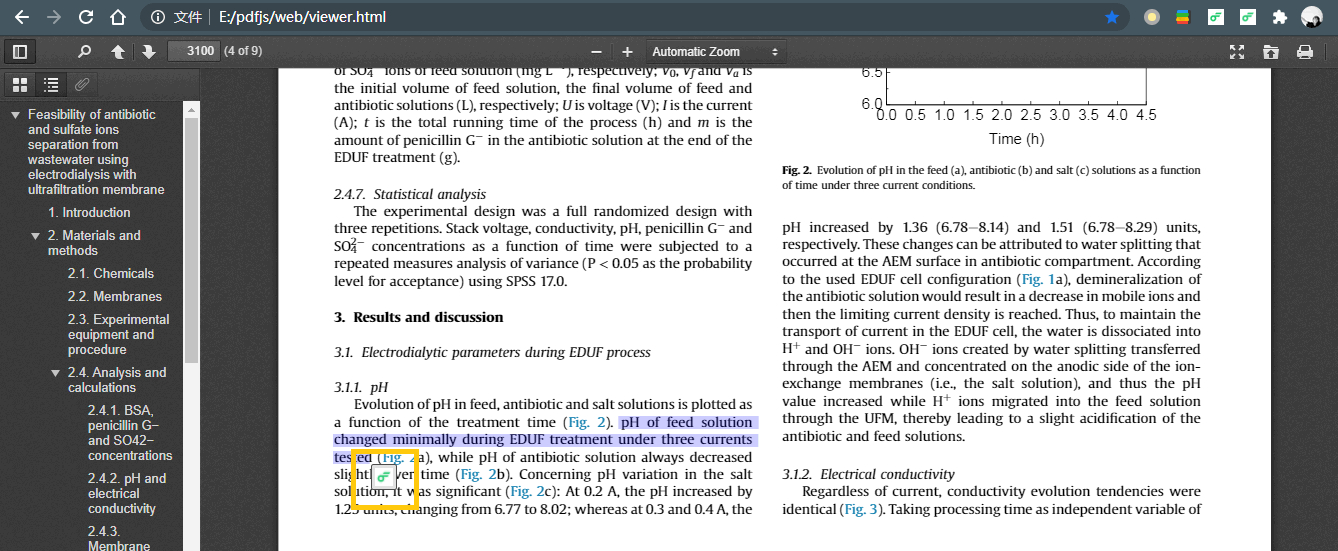 文件 E:/pdfjs/web/viewer.html
3100 (4 of 9)
Automatic Zoom
Feasibility of antibiotic
and sulfate ions
separation from
wastewater using
electrodialysis with
ultrafiltration membrane
1. Introduction
2. Materials and
methods
2.1. Chemicals
2.2. Membranes
2.3. Experimental
equipment and
procedure
2.4. Analysis and
calculations
2.4.1. BSA,
penicillin G−
and SO42−
concentrations
2.4.2. pH and
electrical
conductivity
2.4.3.
Membrane
of SO₄²⁻ ions of feed solution (mg L⁻¹), respectively; V₀, Vf and Va is
the initial volume of feed solution, the final volume of feed and
antibiotic solutions (L), respectively; U is voltage (V); I is the current
(A); t is the total running time of the process (h) and m is the
amount of penicillin G⁻ in the antibiotic solution at the end of the
EDUF treatment (g).
2.4.7. Statistical analysis
The experimental design was a full randomized design with
three repetitions. Stack voltage, conductivity, pH, penicillin G⁻ and
SO₄²⁻ concentrations as a function of time were subjected to a
repeated measures analysis of variance (P < 0.05 as the probability
level for acceptance) using SPSS 17.0.
3. Results and discussion
3.1. Electrodialytic parameters during EDUF process
3.1.1. pH
Evolution of pH in feed, antibiotic and salt solutions is plotted as
a function of the treatment time (Fig. 2). pH of feed solution
changed minimally during EDUF treatment under three currents
tested (Fig. 2a), while pH of antibiotic solution always decreased
time (Fig. 2b). Concerning pH variation in the salt
solution, it was significant (Fig. 2c): At 0.2 A, the pH increased by
1.25 units, changing from 6.77 to 8.02; whereas at 0.3 and 0.4 A, the
6.5
6.0
0.0 0.5 1.0 1.5 2.0 2.5 3.0 3.5 4.0 4.5
Time (h)
Fig. 2. Evolution of pH in the feed (a), antibiotic (b) and salt (c) solutions as a function
of time under three current conditions.
pH increased by 1.36 (6.78–8.14) and 1.51 (6.78–8.29) units,
respectively. These changes can be attributed to water splitting that
occurred at the AEM surface in antibiotic compartment. According
to the used EDUF cell configuration (Fig. 1a), demineralization of
the antibiotic solution would result in a decrease in mobile ions and
then the limiting current density is reached. Thus, to maintain the
transport of current in the EDUF cell, the water is dissociated into
H⁺ and OH⁻ ions. OH⁻ ions created by water splitting transferred
through the AEM and concentrated on the anodic side of the ion-
exchange membranes (i.e., the salt solution), and thus the pH
value increased while H⁺ ions migrated into the feed solution
through the UFM, thereby leading to a slight acidification of the
antibiotic and feed solutions.
3.1.2. Electrical conductivity
Regardless of current, conductivity evolution tendencies were
identical (Fig. 3). Taking processing time as independent variable of